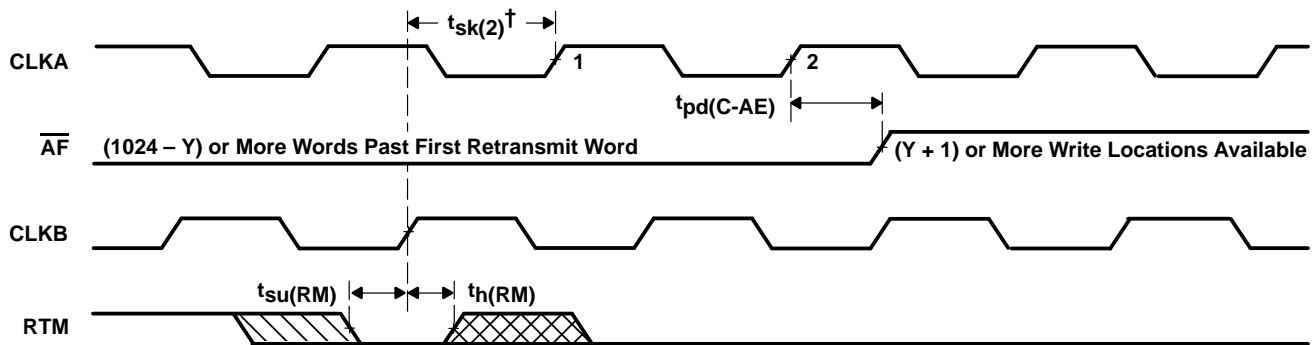 tsk(2)†
CLKA
1
2
tpd(C-AE)
AF
(1024 – Y) or More Words Past First Retransmit Word
(Y + 1) or More Write Locations Available
CLKB
tsu(RM)
th(RM)
RTM